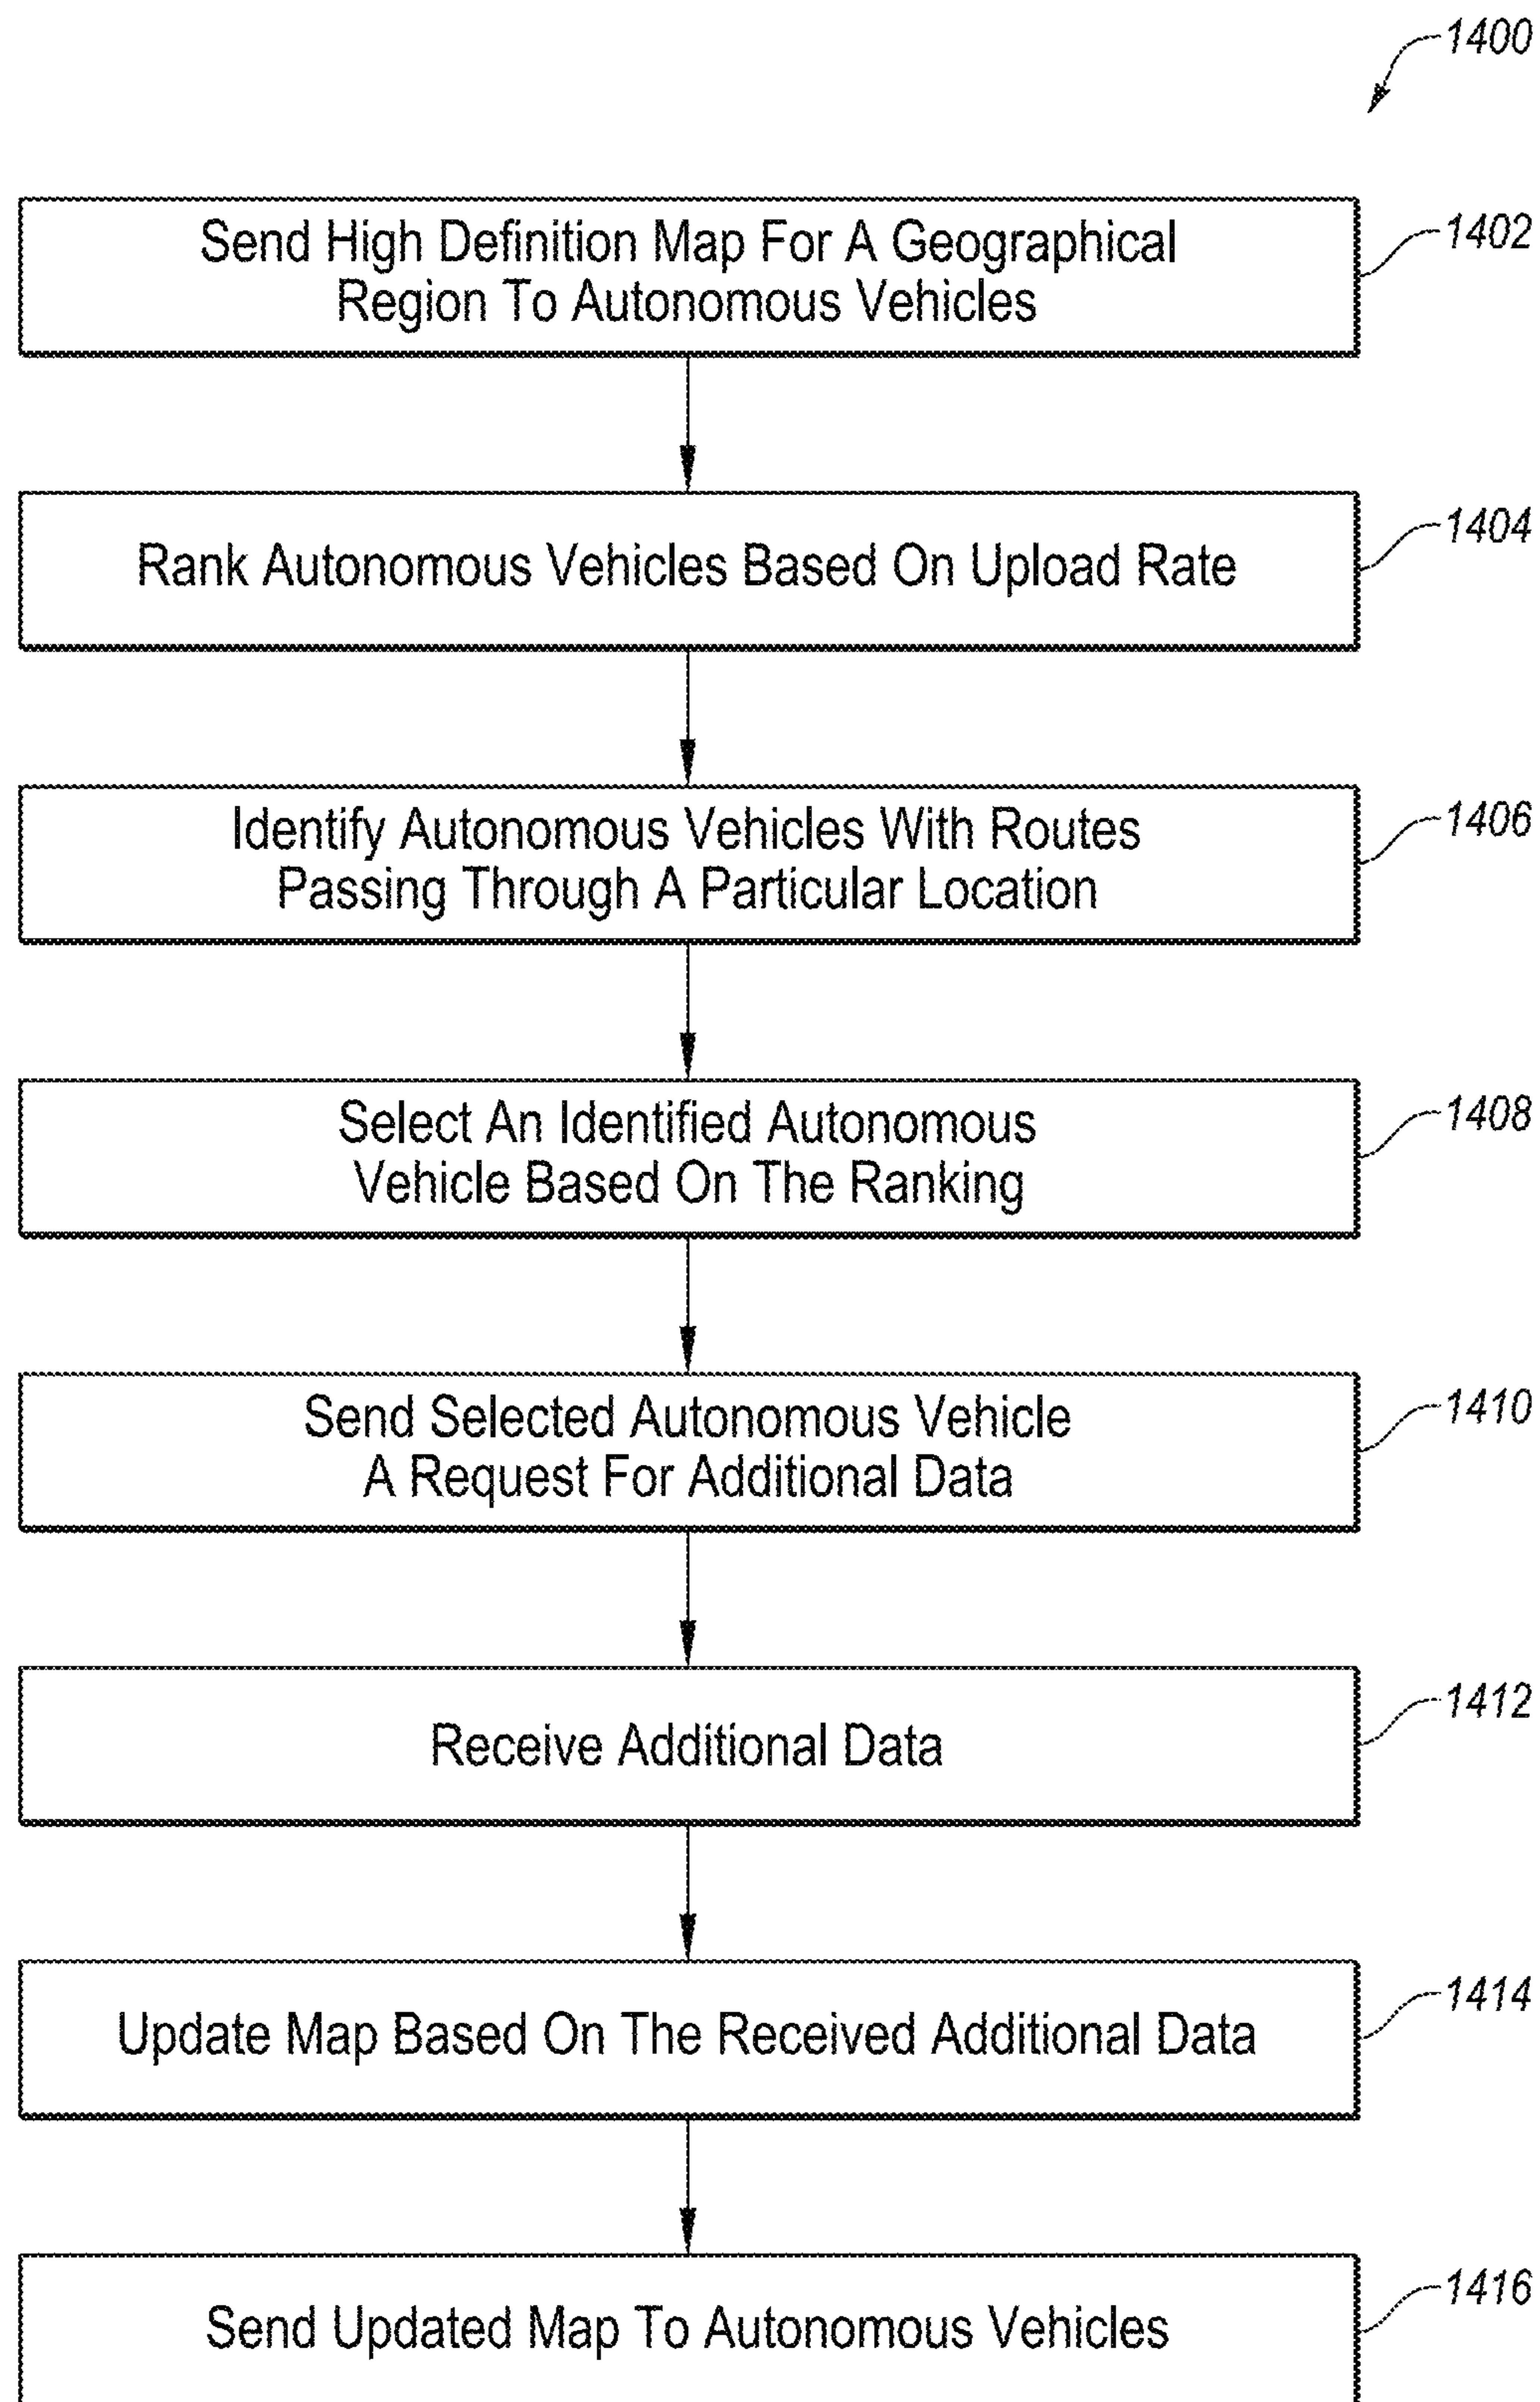 1400
Send High Definition Map For A Geographical
Region To Autonomous Vehicles
1402
Rank Autonomous Vehicles Based On Upload Rate
1404
Identify Autonomous Vehicles With Routes
Passing Through A Particular Location
1406
Select An Identified Autonomous
Vehicle Based On The Ranking
1408
Send Selected Autonomous Vehicle
A Request For Additional Data
1410
Receive Additional Data
1412
Update Map Based On The Received Additional Data
1414
Send Updated Map To Autonomous Vehicles
1416